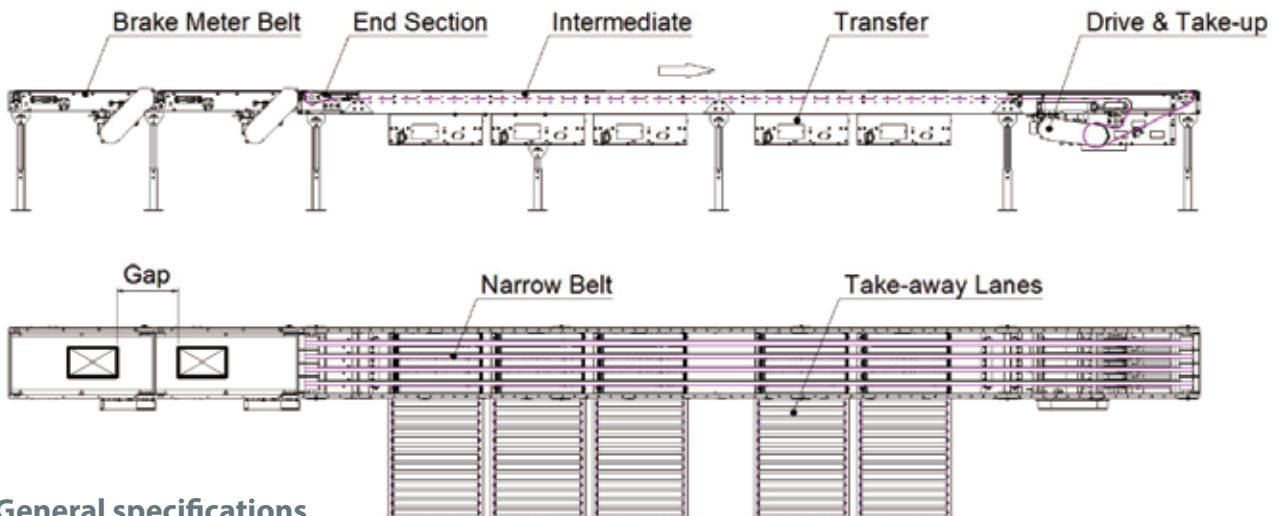 Brake Meter Belt End Section Intermediate Transfer Drive & Take-up
Gap
Narrow Belt Take-away Lanes
General specifications